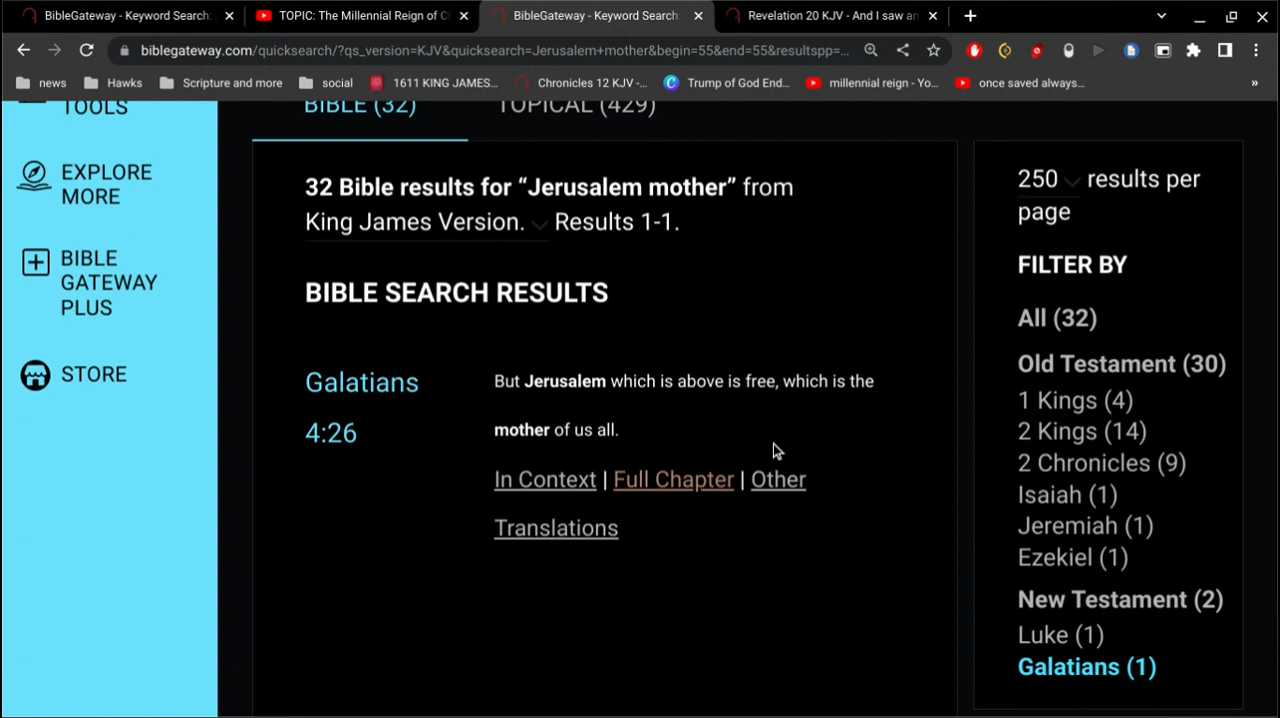 BibleGateway - Keyword Search:
TOPIC: The Millennial Reign of C
BibleGateway - Keyword Search:
Revelation 20 KJV - And I saw an
biblegateway.com/quicksearch/?qs_version=KJV&quicksearch=Jerusalem+mother&begin=55&end=55&resultspp=...
news
Hawks
Scripture and more
social
1611 KING JAMES...
Chronicles 12 KJV -...
Trump of God End...
millennial reign - Yo...
once saved always...
»
TOOLS
EXPLORE
MORE
BIBLE
GATEWAY
PLUS
STORE
BIBLE (32)
TOPICAL (429)
32 Bible results for “Jerusalem mother” from
King James Version. Results 1-1.
BIBLE SEARCH RESULTS
Galatians
4:26
But Jerusalem which is above is free, which is the
mother of us all.
In Context | Full Chapter | Other
Translations
250 results per
page
FILTER BY
All (32)
Old Testament (30)
1 Kings (4)
2 Kings (14)
2 Chronicles (9)
Isaiah (1)
Jeremiah (1)
Ezekiel (1)
New Testament (2)
Luke (1)
Galatians (1)